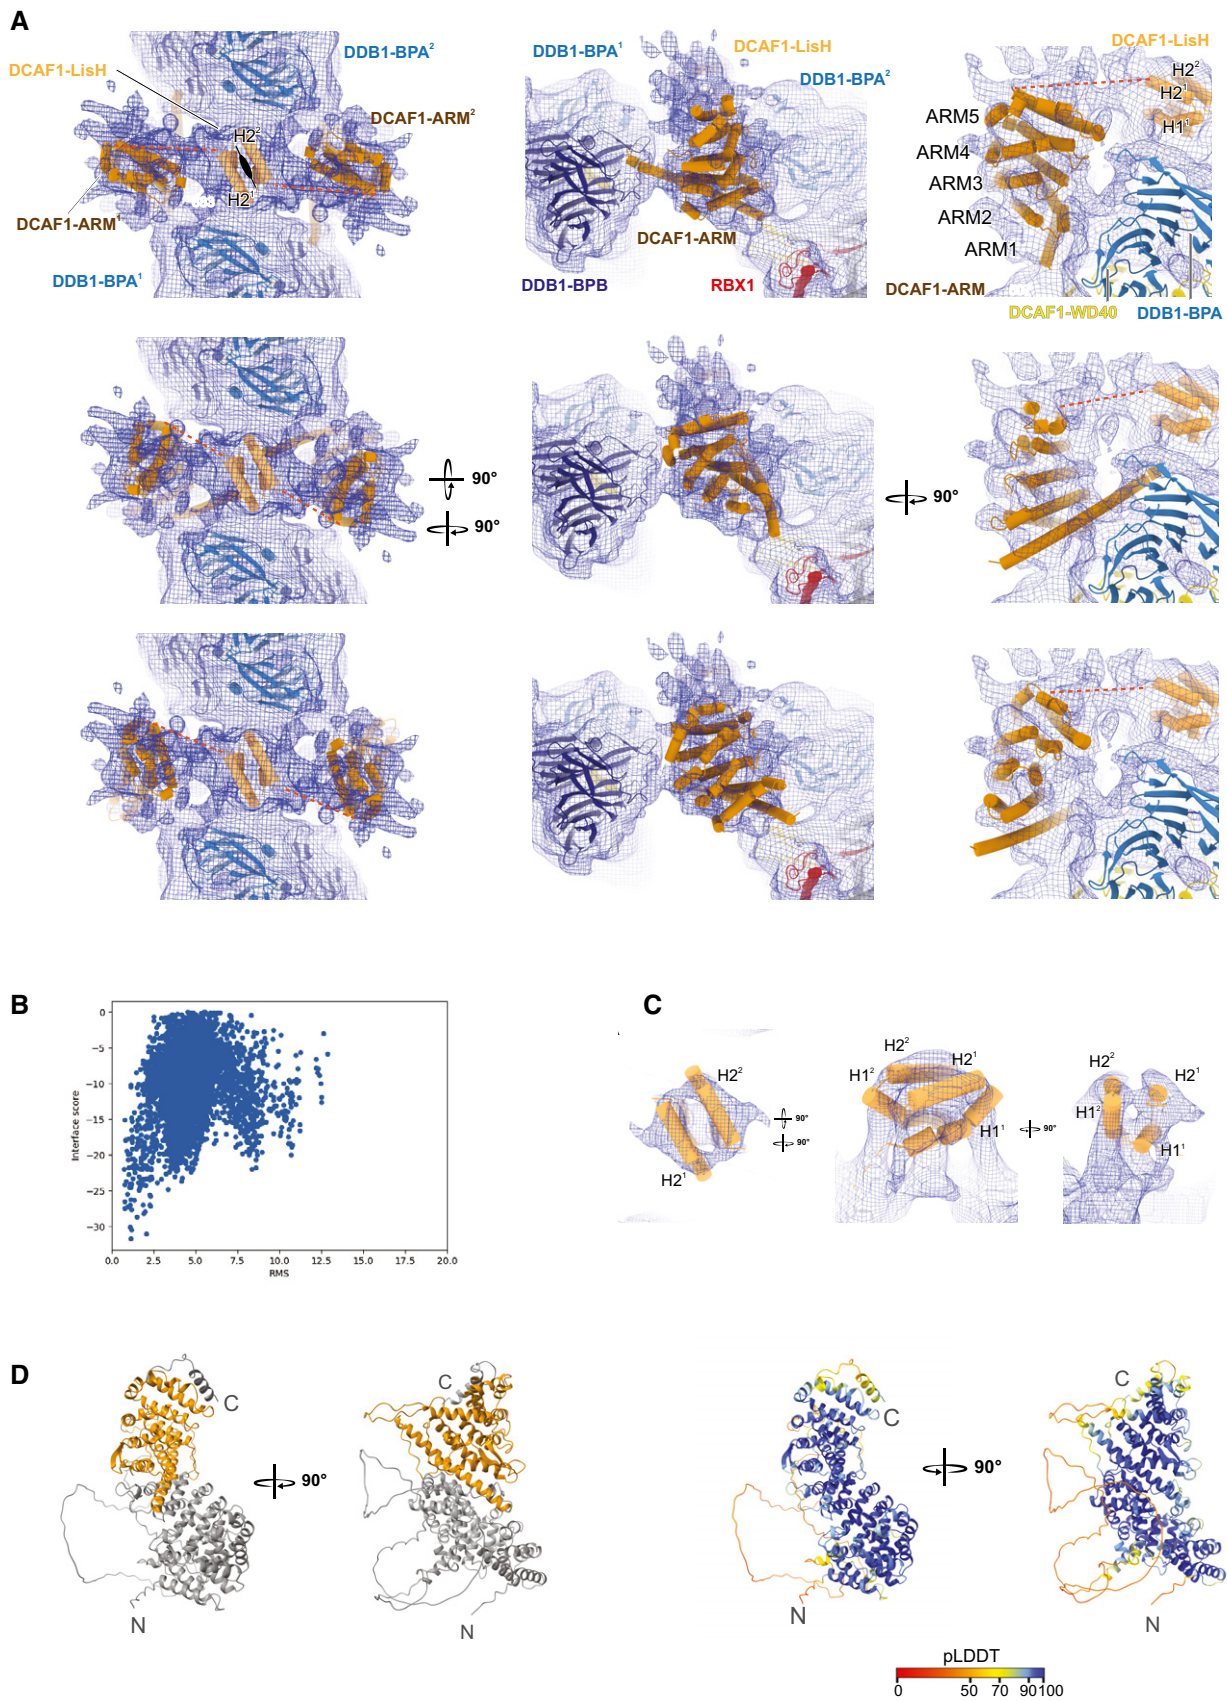 A
DCAF1-LisH
DDB1-BPA²
H2²
DCAF1-ARM²
H2¹
DCAF1-ARM¹
DDB1-BPA¹
DDB1-BPA¹
DCAF1-LisH
DDB1-BPA²
DCAF1-ARM
DDB1-BPB
RBX1
DCAF1-LisH
H2²
H2¹
H1¹
ARM5
ARM4
ARM3
ARM2
ARM1
DCAF1-ARM
DCAF1-WD40
DDB1-BPA
90°
90°
90°
B
Interface score
0
−5
−10
−15
−20
−25
−30
0.0
2.5
5.0
7.5
10.0
12.5
15.0
17.5
20.0
RMS
C
H2²
H2¹
90°
90°
H2²
H2¹
H1²
H1¹
90°
H2²
H2¹
H1²
H1¹
D
C
N
90°
C
N
C
N
90°
C
N
pLDDT
0
50
70
90
100